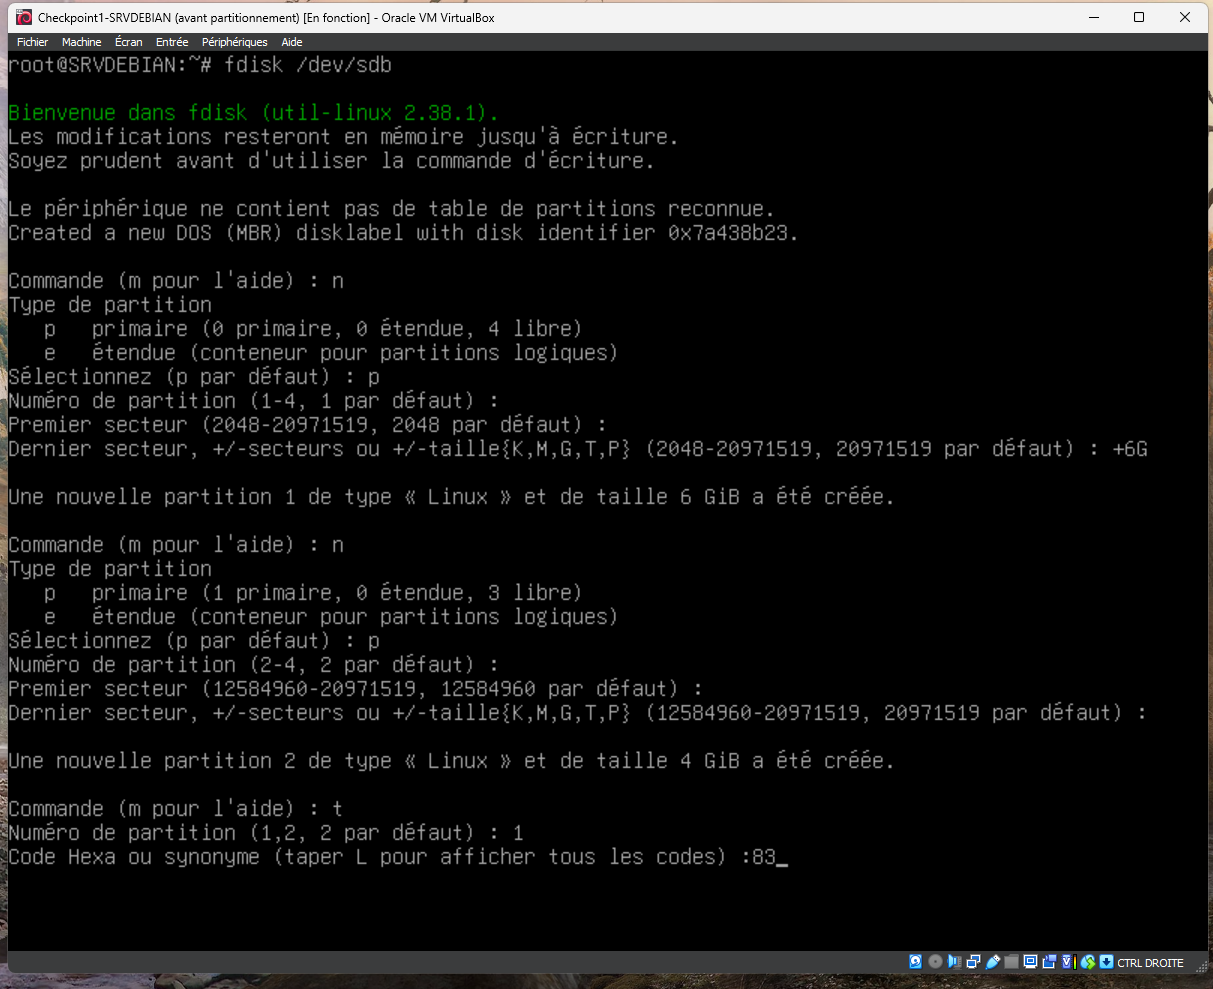 Checkpoint1-SRVDEBIAN (avant partitionnement) [En fonction] - Oracle VM VirtualBox
Fichier Machine Écran Entrée Périphériques Aide
root@SRVDEBIAN:~# fdisk /dev/sdb
Bienvenue dans fdisk (util-linux 2.38.1).
Les modifications resteront en mémoire jusqu'à écriture.
Soyez prudent avant d'utiliser la commande d'écriture.
Le périphérique ne contient pas de table de partitions reconnue.
Created a new DOS (MBR) disklabel with disk identifier 0x7a438b23.
Commande (m pour l'aide) : n
Type de partition
p primaire (0 primaire, 0 étendue, 4 libre)
e étendue (conteneur pour partitions logiques)
Sélectionnez (p par défaut) : p
Numéro de partition (1-4, 1 par défaut) :
Premier secteur (2048-20971519, 2048 par défaut) :
Dernier secteur, +/-secteurs ou +/-taille{K,M,G,T,P} (2048-20971519, 20971519 par défaut) : +6G
Une nouvelle partition 1 de type « Linux » et de taille 6 GiB a été créée.
Commande (m pour l'aide) : n
Type de partition
p primaire (1 primaire, 0 étendue, 3 libre)
e étendue (conteneur pour partitions logiques)
Sélectionnez (p par défaut) : p
Numéro de partition (2-4, 2 par défaut) :
Premier secteur (12584960-20971519, 12584960 par défaut) :
Dernier secteur, +/-secteurs ou +/-taille{K,M,G,T,P} (12584960-20971519, 20971519 par défaut) :
Une nouvelle partition 2 de type « Linux » et de taille 4 GiB a été créée.
Commande (m pour l'aide) : t
Numéro de partition (1,2, 2 par défaut) : 1
Code Hexa ou synonyme (taper L pour afficher tous les codes) :83_
CTRL DROITE